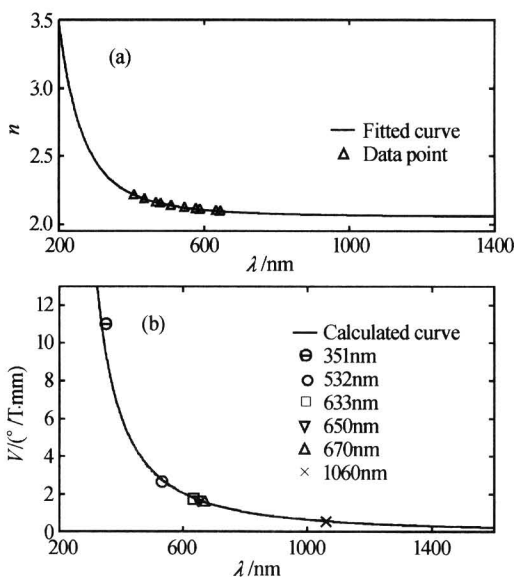 3.5
(a)
3.0
n
Fitted curve
Data point
2.5
2.0
200 600 1000 1400
λ/nm
12
(b)
Calculated curve
10
351nm
8
532nm
633nm
6
650nm
V/(°/T.mm)
4
670nm
1060nm
2
0
200 600 1000 1400
λ/nm